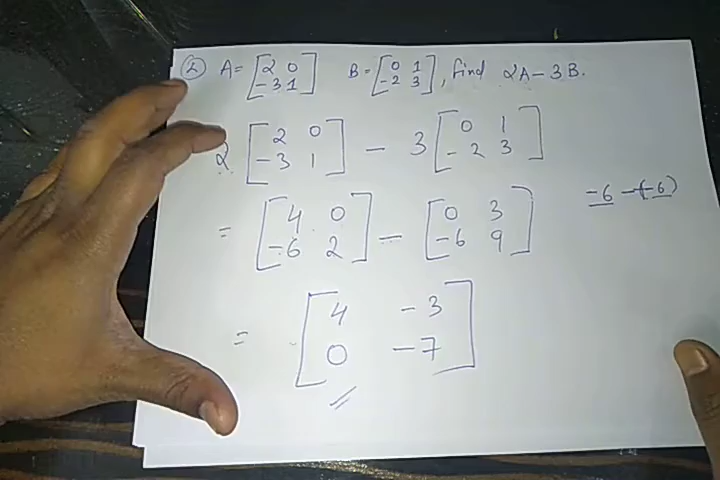 ② A = [2 0 -3 1] B = [0 1 -2 3], find 2A - 3B.
2 [2 0 -3 1] - 3 [0 1 -2 3]
= [4 0 -6 2] - [0 3 -6 9] -6 -(-6)
= [4 -3 0 -7]